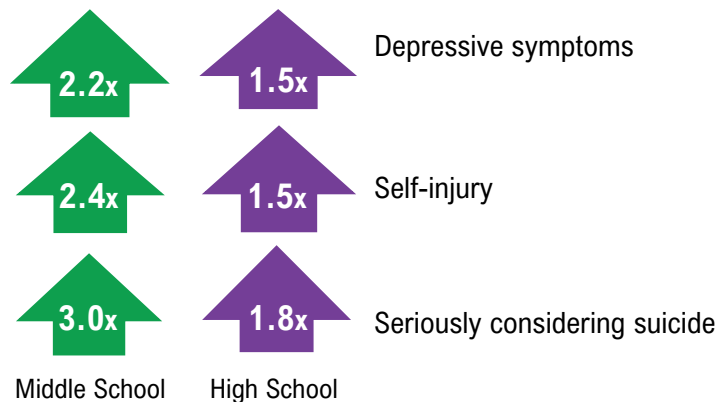 Depressive symptoms
2.2x 1.5x
2.4x 1.5x Self-injury
3.0x 1.8x Seriously considering suicide
Middle School High School